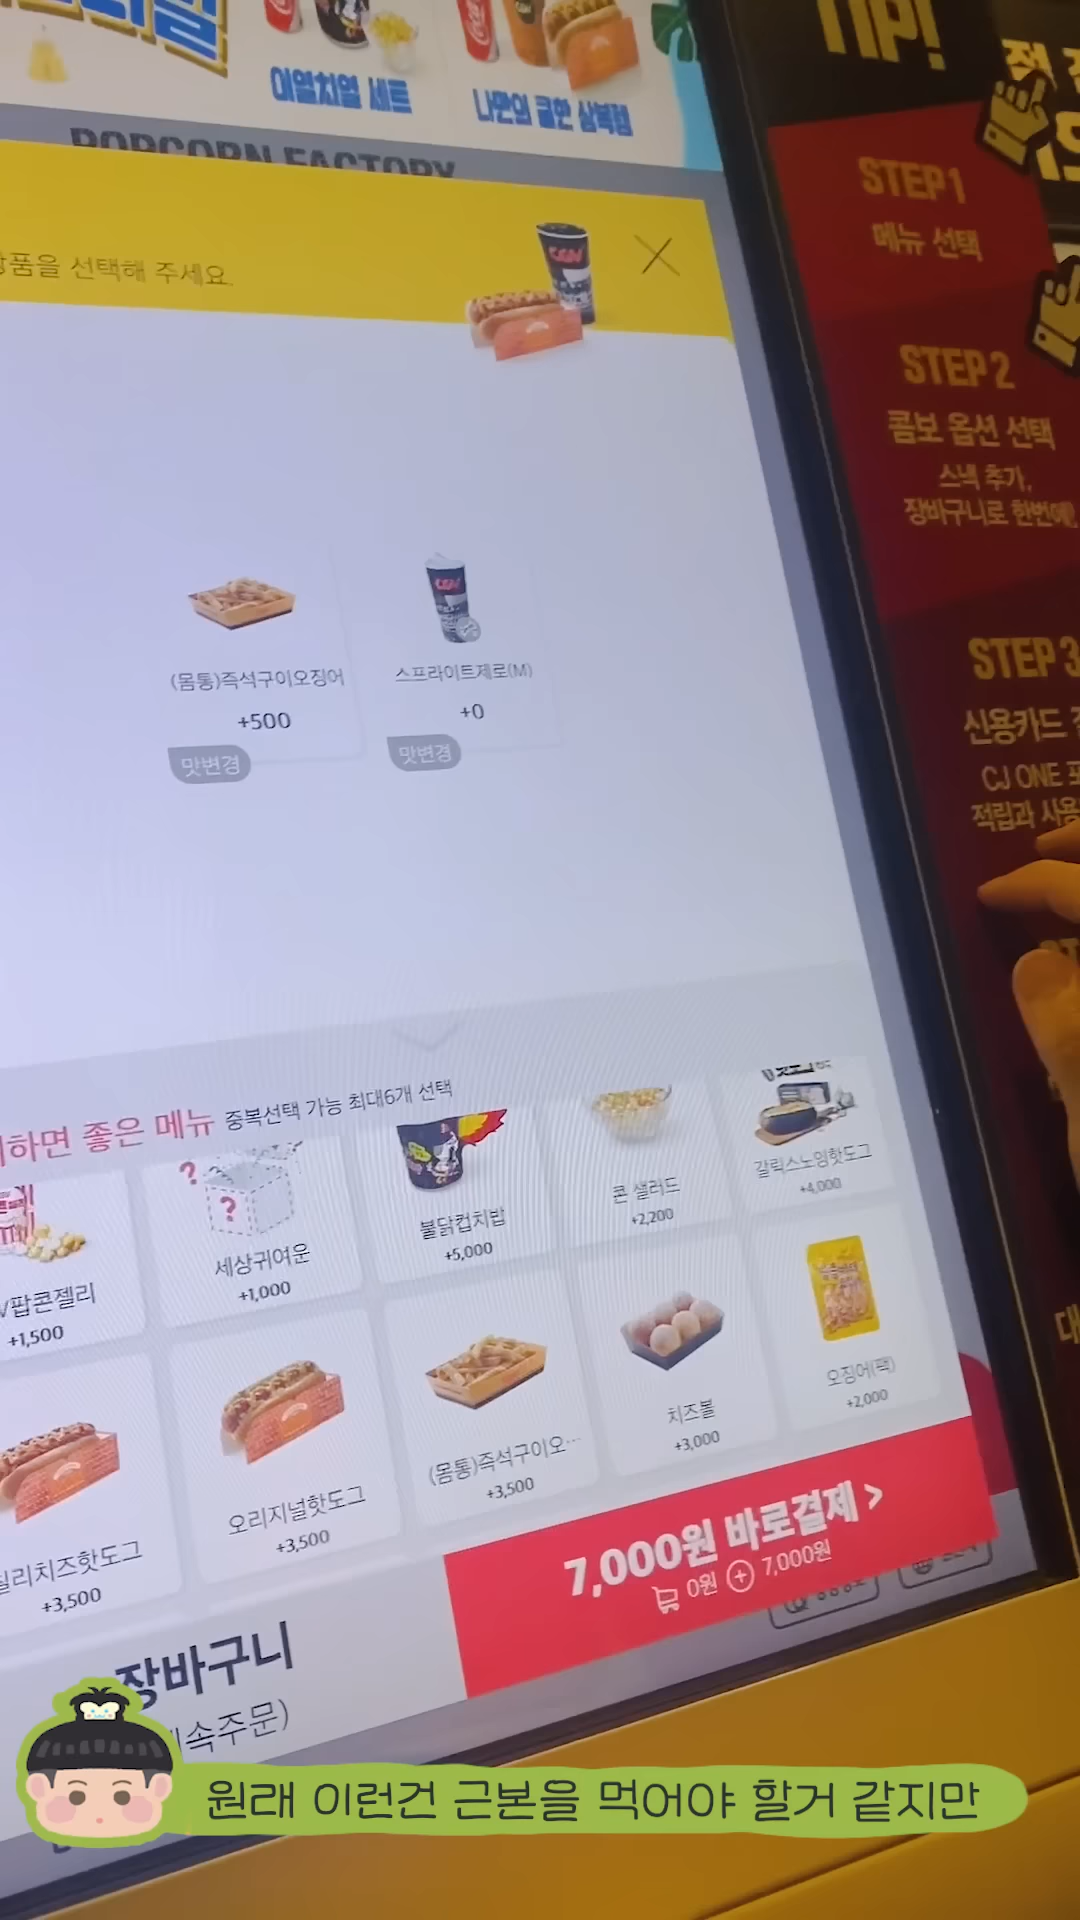 이열치열 세트
나만의 쿨한 삼복템
TIP!
POPCORN FACTORY
상품을 선택해 주세요.
CGV
STEP 1
메뉴 선택
STEP 2
콤보 옵션 선택
스낵 추가,
장바구니로 한번에!
STEP 3
신용카드
CJ ONE
적립과 사용
CGV
(몸통)즉석구이오징어
+500
맛변경
스프라이트제로(M)
+0
맛변경
하면 좋은 메뉴 중복선택 가능 최대6개 선택
팝콘젤리
+1,500
세상귀여운
+1,000
불닭컵치밥
+5,000
콘 샐러드
+2,200
갈릭스노잉핫도그
+4,000
칠리치즈핫도그
+3,500
오리지널핫도그
+3,500
(몸통)즉석구이오…
+3,500
치즈볼
+3,000
오징어(팩)
+2,000
7,000원 바로결제 >
0원 + 7,000원
장바구니
속주문)
원래 이런건 근본을 먹어야 할거 같지만